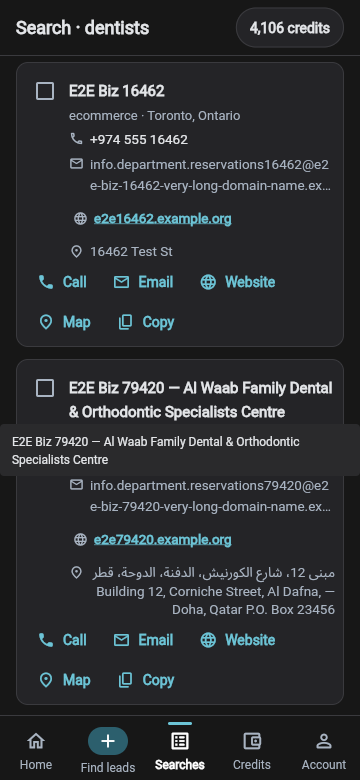 Search · dentists
4,106 credits
E2E Biz 16462
ecommerce · Toronto, Ontario
+974 555 16462
info.department.reservations16462@e2
e-biz-16462-very-long-domain-name.ex…
e2e16462.example.org
16462 Test St
Call
Email
Website
Map
Copy
E2E Biz 79420 — Al Waab Family Dental
& Orthodontic Specialists Centre
E2E Biz 79420 — Al Waab Family Dental & Orthodontic
Specialists Centre
info.department.reservations79420@e2
e-biz-79420-very-long-domain-name.ex…
e2e79420.example.org
مبنى 12، شارع الكورنيش، الدفنة، الدوحة، قطر
Building 12, Corniche Street, Al Dafna, —
Doha, Qatar P.O. Box 23456
Call
Email
Website
Map
Copy
Home
Find leads
Searches
Credits
Account